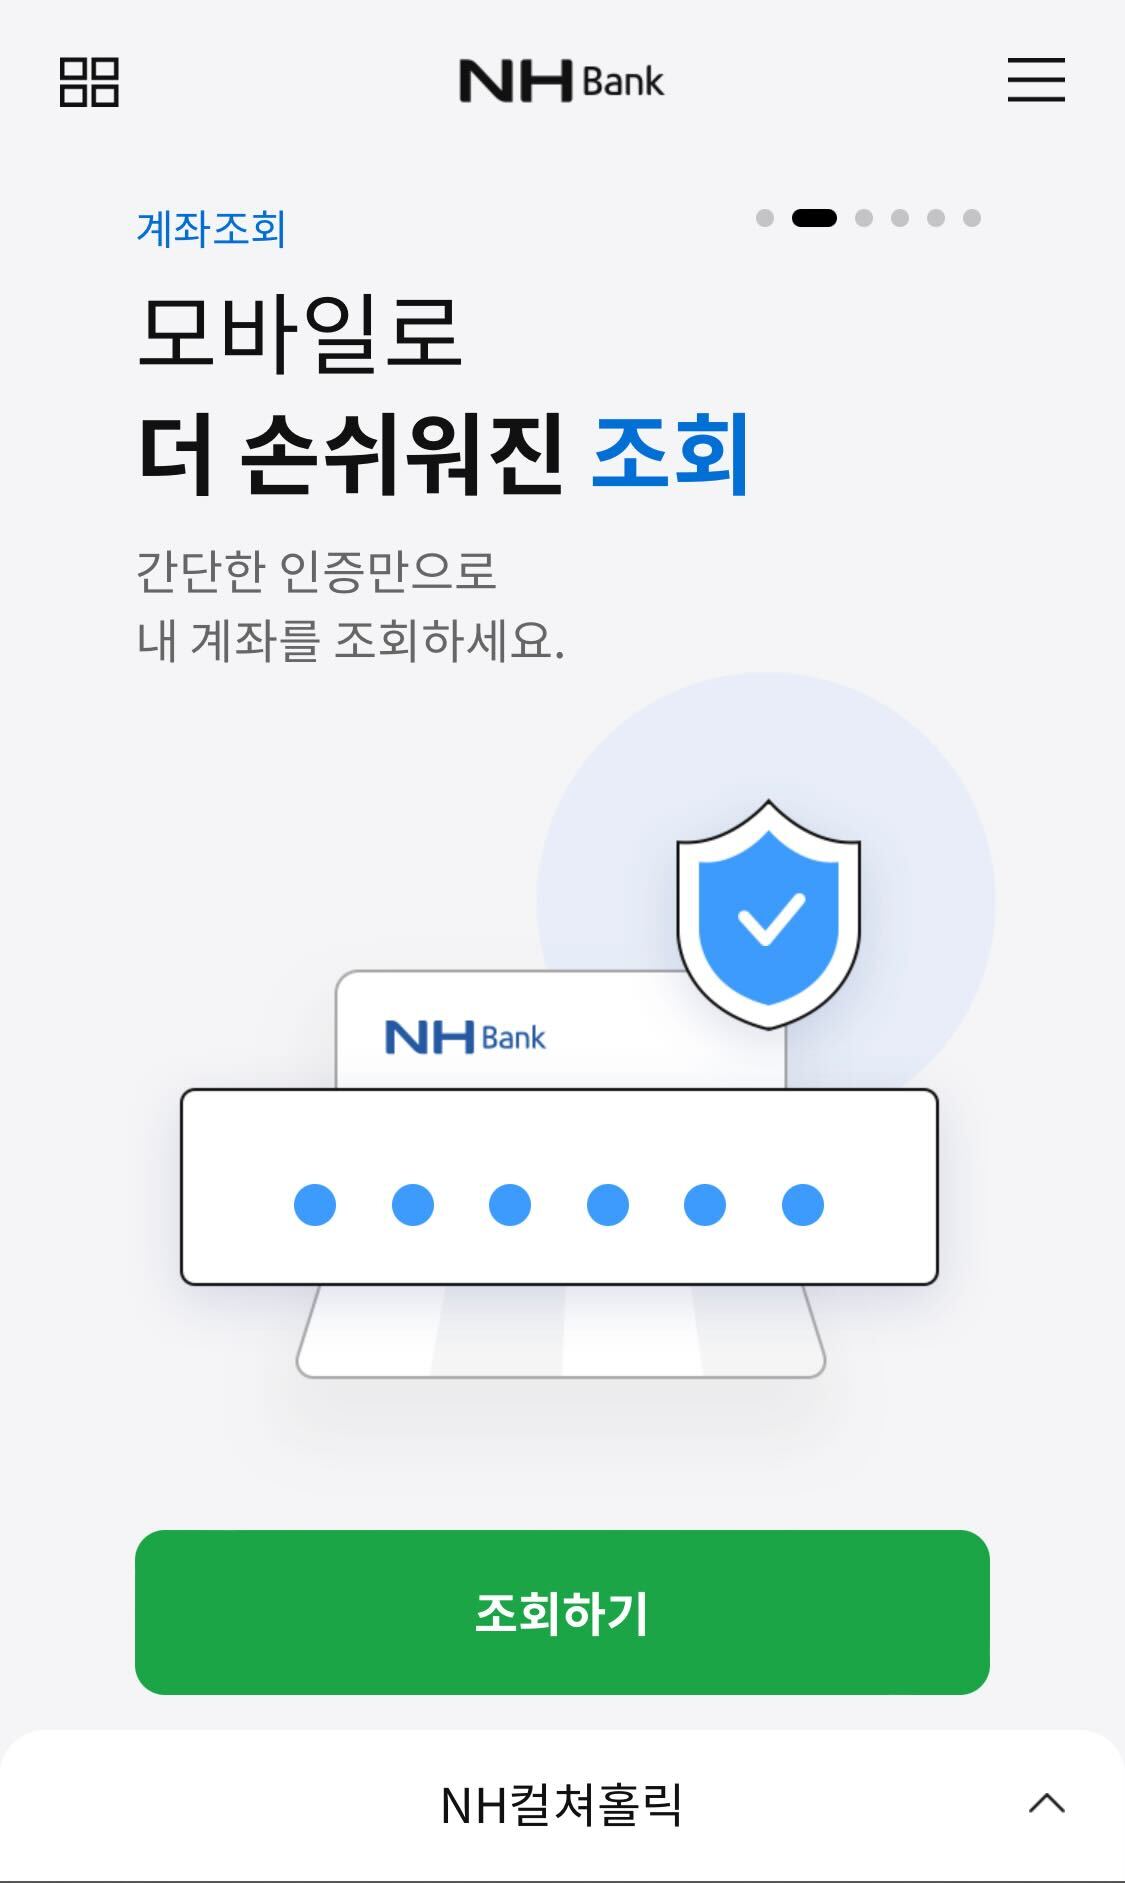 NH Bank
계좌조회
모바일로
더 손쉬워진 조회
간단한 인증만으로
내 계좌를 조회하세요.
NH Bank
조회하기
NH컬쳐홀릭